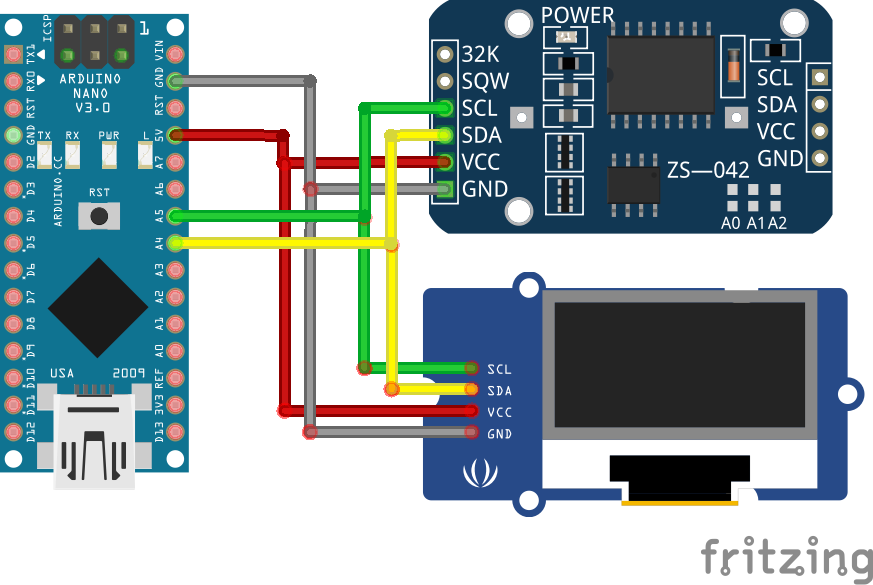 ICSP
1
ARDUINO
NANO
V3.0
TX1
RX0
RST
GND
D2
D3
D4
D5
D6
D7
D8
D9
D10
D11
D12
VIN
GND
RST
5V
A7
A6
A5
A4
A3
A2
A1
A0
REF
3V3
D13
TX RX PWR L
ARDUINO.CC
RST
USA 2009
POWER
32K
SQW
SCL
SDA
VCC
GND
SCL
SDA
VCC
GND
ZS—042
A0 A1 A2
SCL
SDA
VCC
GND
fritzing